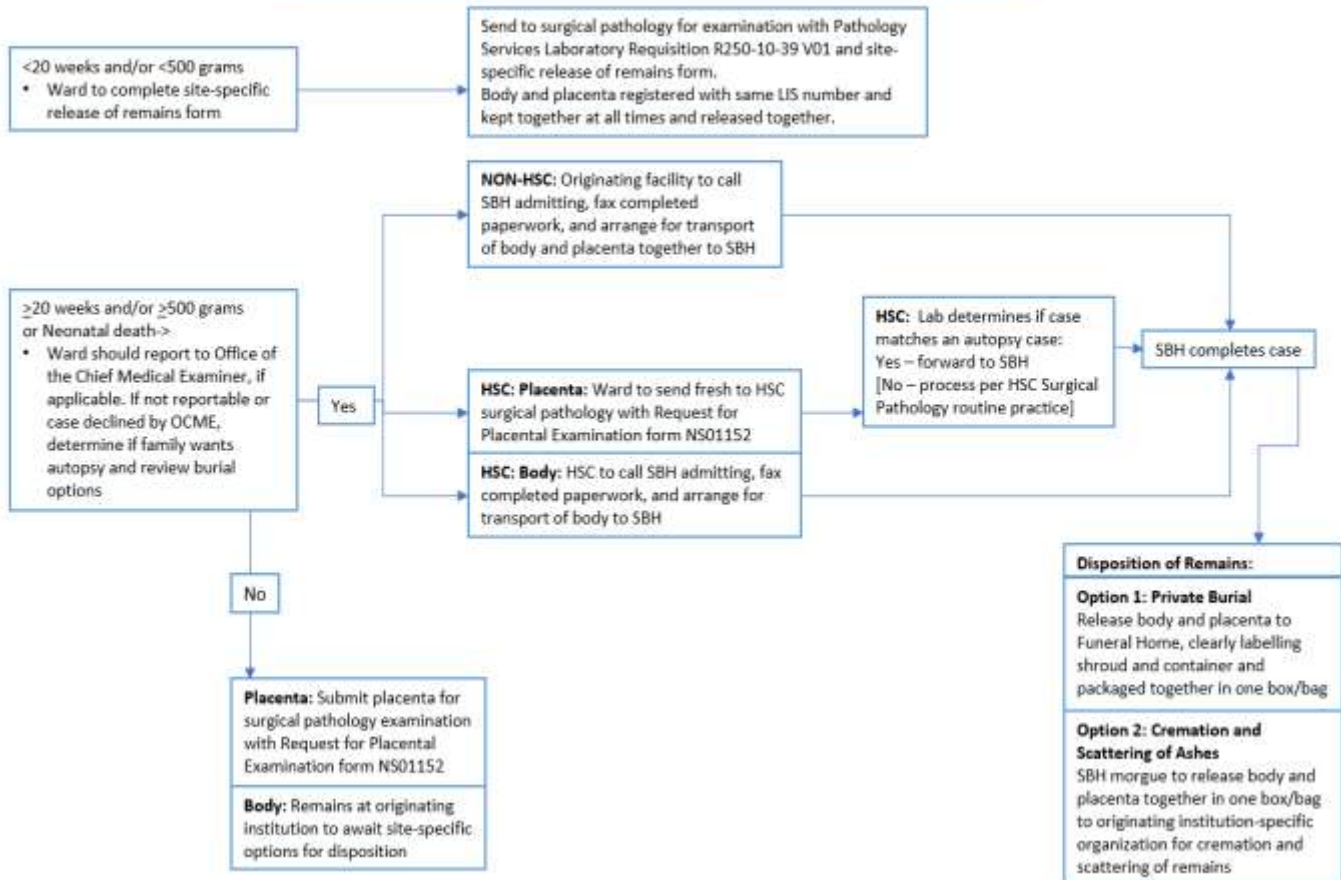 <20 weeks and/or <500 grams
• Ward to complete site-specific
release of remains form
Send to surgical pathology for examination with Pathology
Services Laboratory Requisition R250-10-39 V01 and site-
specific release of remains form.
Body and placenta registered with same LIS number and
kept together at all times and released together.
NON-HSC: Originating facility to call
SBH admitting, fax completed
paperwork, and arrange for transport
of body and placenta together to SBH
≥20 weeks and/or ≥500 grams
or Neonatal death->
• Ward should report to Office of
the Chief Medical Examiner, if
applicable. If not reportable or
case declined by OCME,
determine if family wants
autopsy and review burial
options
Yes
HSC: Placenta: Ward to send fresh to HSC
surgical pathology with Request for
Placental Examination form NS01152
HSC: Body: HSC to call SBH admitting, fax
completed paperwork, and arrange for
transport of body to SBH
HSC: Lab determines if case
matches an autopsy case:
Yes – forward to SBH
[No – process per HSC Surgical
Pathology routine practice]
SBH completes case
No
Placenta: Submit placenta for
surgical pathology examination
with Request for Placental
Examination form NS01152
Body: Remains at originating
institution to await site-specific
options for disposition
Disposition of Remains:
Option 1: Private Burial
Release body and placenta to
Funeral Home, clearly labelling
shroud and container and
packaged together in one box/bag
Option 2: Cremation and
Scattering of Ashes
SBH morgue to release body and
placenta together in one box/bag
to originating institution-specific
organization for cremation and
scattering of remains